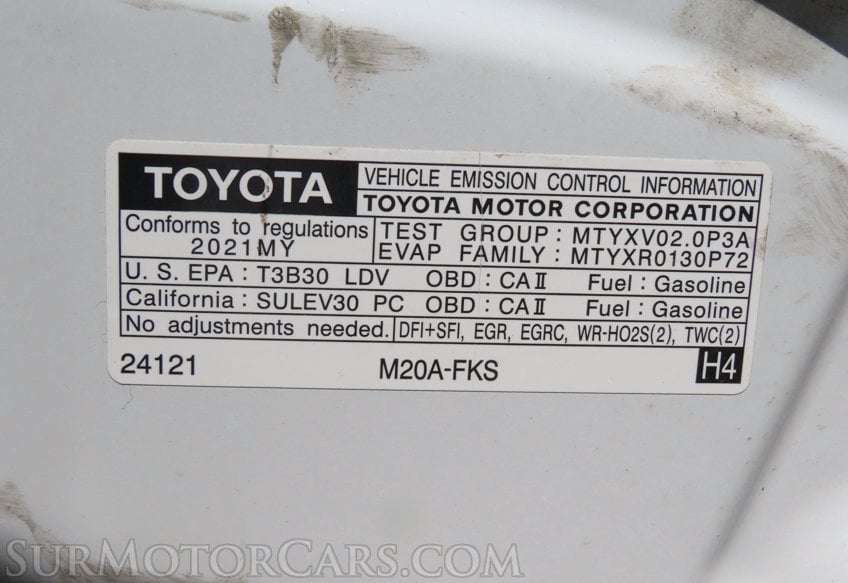 TOYOTA
VEHICLE EMISSION CONTROL INFORMATION
TOYOTA MOTOR CORPORATION
Conforms to regulations
2021MY
TEST GROUP : MTYXV02.0P3A
EVAP FAMILY : MTYXR0130P72
U. S. EPA : T3B30 LDV OBD : CAⅡ Fuel : Gasoline
California : SULEV30 PC OBD : CAⅡ Fuel : Gasoline
No adjustments needed. DFI+SFI, EGR, EGRC, WR-HO2S(2), TWC(2)
24121 M20A-FKS H4
SurMotorCars.com